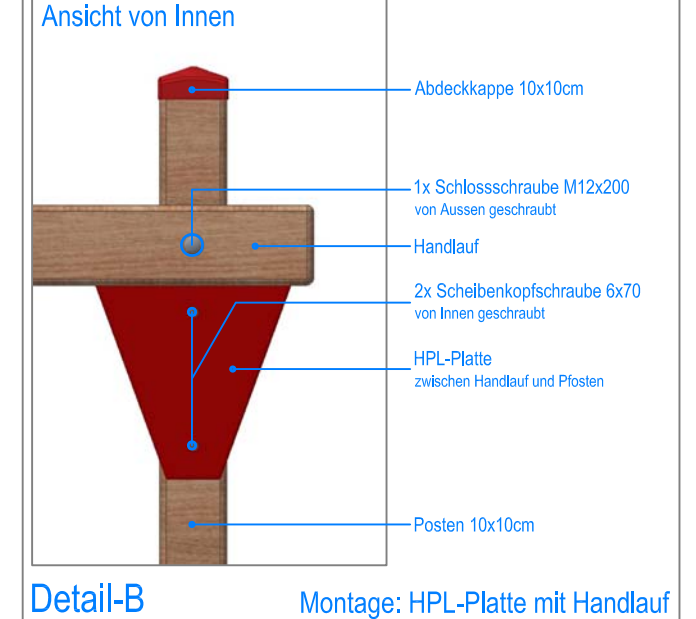 Ansicht von Innen
Abdeckkappe 10x10cm
1x Schlossschraube M12x200
von Aussen geschraubt
Handlauf
2x Scheibenkopfschraube 6x70
von Innen geschraubt
HPL-Platte
zwischen Handlauf und Pfosten
Posten 10x10cm
Detail-B
Montage: HPL-Platte mit Handlauf